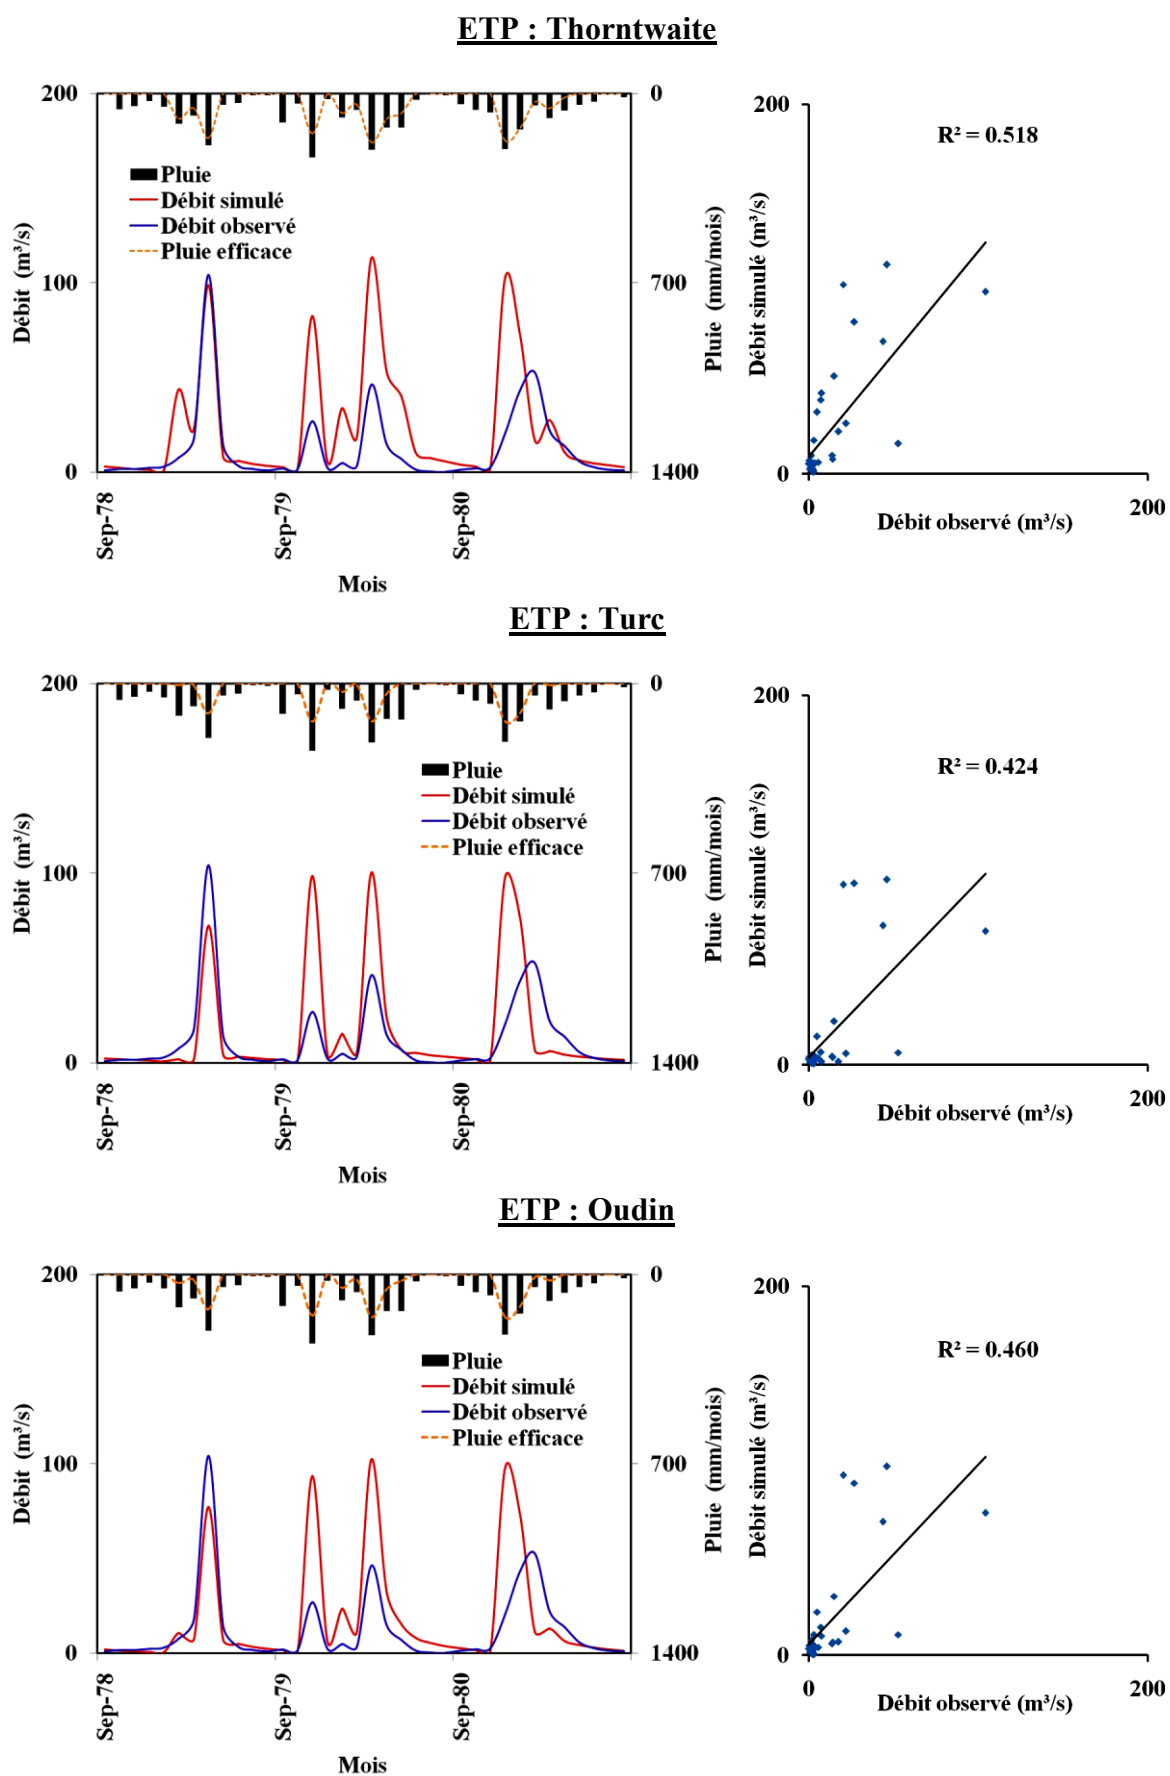 ETP : Thorntwaite
200
100
0
Débit (m³/s)
Pluie
Débit simulé
Débit observé
Pluie efficace
0
700
1400
Pluie (mm/mois)
Sep-78
Sep-79
Sep-80
Mois
200
0
Débit simulé (m³/s)
R² = 0.518
0
200
Débit observé (m³/s)
ETP : Turc
200
100
0
Débit (m³/s)
Pluie
Débit simulé
Débit observé
Pluie efficace
0
700
1400
Pluie (mm/mois)
Sep-78
Sep-79
Sep-80
Mois
200
0
Débit simulé (m³/s)
R² = 0.424
0
200
Débit observé (m³/s)
ETP : Oudin
200
100
0
Débit (m³/s)
Pluie
Débit simulé
Débit observé
Pluie efficace
0
700
1400
Pluie (mm/mois)
Sep-78
Sep-79
Sep-80
Mois
200
0
Débit simulé (m³/s)
R² = 0.460
0
200
Débit observé (m³/s)